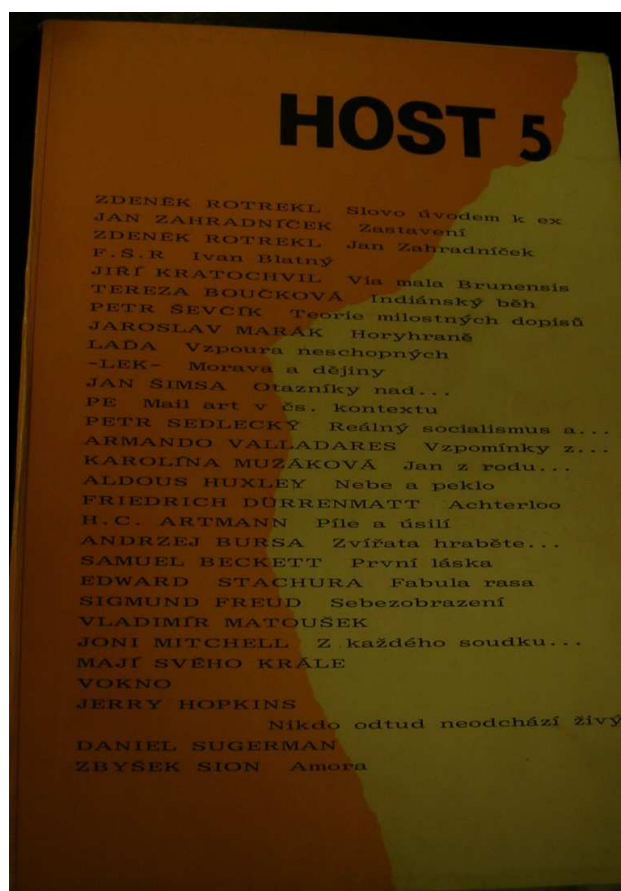 HOST 5
ZDENĚK ROTREKL Slovo úvodem k ex
JAN ZAHRADNÍČEK Zastavení
ZDENEK ROTREKL Jan Zahradníček
F.Š.R Ivan Blatný
JIŘÍ KRATOCHVIL Via mala Brunensis
TEREZA BOUČKOVÁ Indiánský běh
PETR ŠEVČÍK Teorie milostných dopisů
JAROSLAV MARÁK Horyhraně
LAĎA Vzpoura neschopných
-LEK- Morava a dějiny
JAN ŠIMSA Otazníky nad...
PE Mail art v čs. kontextu
PETR SEDLECKÝ Reálný socialismus a...
ARMANDO VALLADARES Vzpomínky z...
KAROLÍNA MUŽÁKOVÁ Jan z rodu...
ALDOUS HUXLEY Nebe a peklo
FRIEDRICH DÜRRENMATT Achterloo
H.C. ARTMANN Píle a úsilí
ANDRZEJ BURSA Zvířata hraběte...
SAMUEL BECKETT První láska
EDWARD STACHURA Fabula rasa
SIGMUND FREUD Sebezobrazení
VLADIMÍR MATOUŠEK
JONI MITCHELL Z každého soudku...
MAJÍ SVÉHO KRÁLE
VOKNO
JERRY HOPKINS
Nikdo odtud neodchází živý
DANIEL SUGERMAN
ZBYŠEK SION Amora